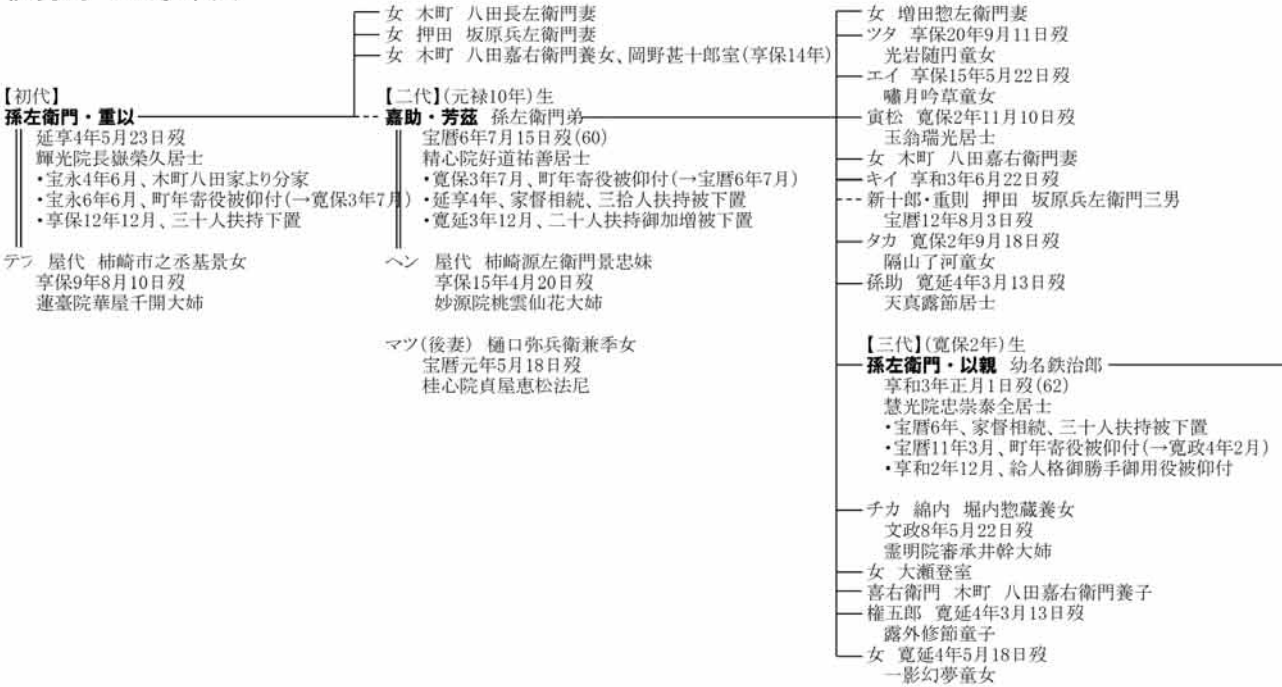 【初代】
孫左衛門・重以
延享4年5月23日歿
輝光院長嶽榮久居士
・宝永4年6月、木町八田家より分家
・宝永6年6月、町年寄役被仰付(→寛保3年7月)
・享保12年12月、三十人扶持下置
テフ 屋代 柿崎市之丞基景女
享保9年8月10日歿
蓮臺院華屋千開大姉
女 木町 八田長左衛門妻
女 押田 坂原兵左衛門妻
女 木町 八田嘉右衛門養女、岡野甚十郎室(享保14年)
【二代】(元禄10年)生
嘉助・芳茲 孫左衛門弟
宝暦6年7月15日歿(60)
精心院好道祐善居士
・寛保3年7月、町年寄役被仰付(→宝暦6年7月)
・延享4年、家督相続、三拾人扶持被下置
・寛延3年12月、二十人扶持御加増被下置
ヘン 屋代 柿崎源左衛門景忠妹
享保15年4月20日歿
妙源院桃雲仙花大姉
マツ(後妻) 樋口弥兵衛兼季女
宝暦元年5月18日歿
桂心院貞屋恵松法尼
女 増田惣左衛門妻
ツタ 享保20年9月11日歿
光岩随円童女
エイ 享保15年5月22日歿
嘯月吟草童女
寅松 寛保2年11月10日歿
玉翁瑞光居士
女 木町 八田嘉右衛門妻
キイ 享和3年6月22日歿
新十郎・重則 押田 坂原兵左衛門三男
宝暦12年8月3日歿
タカ 寛保2年9月18日歿
隔山了河童女
孫助 寛延4年3月13日歿
天真露節居士
【三代】(寛保2年)生
孫左衛門・以親 幼名鉄治郎
享和3年正月1日歿(62)
慧光院忠崇泰全居士
・宝暦6年、家督相続、三十人扶持被下置
・宝暦11年3月、町年寄役被仰付(→寛政4年2月)
・享和2年12月、給人格御勝手御用役被仰付
チカ 綿内 堀内惣蔵養女
文政8年5月22日歿
霊明院審承井幹大姉
女 大瀬登室
喜右衛門 木町 八田嘉右衛門養子
権五郎 寛延4年3月13日歿
露外修節童子
女 寛延4年5月18日歿
一影幻夢童女